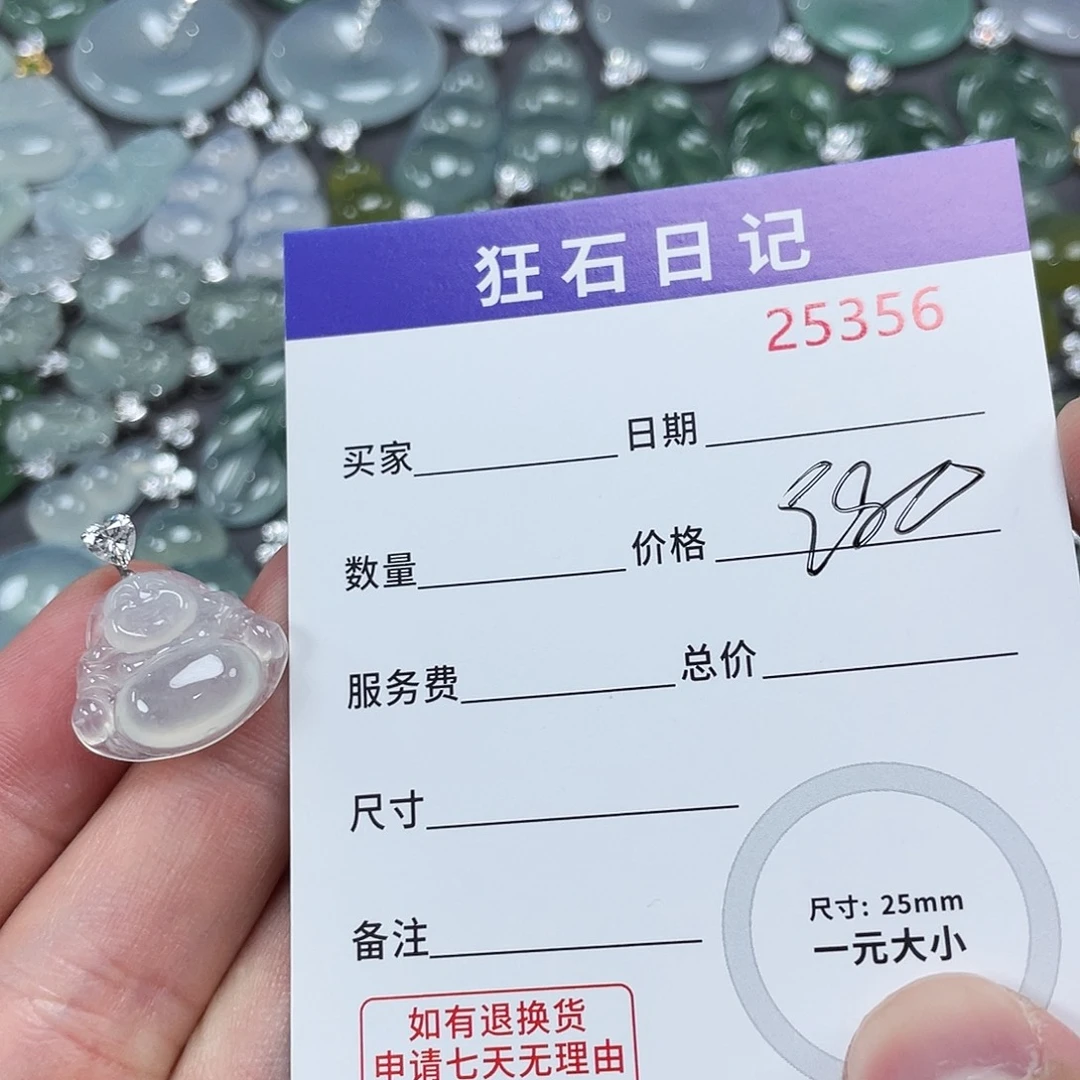 狂石日记
25356
买家 日期
数量 价格
服务费 总价
尺寸
备注
尺寸: 25mm
一元大小
如有退换货
申请七天无理由